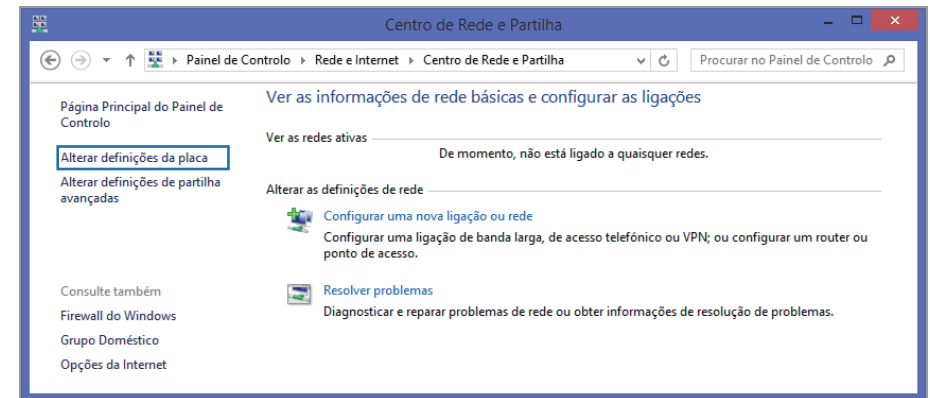 Centro de Rede e Partilha
Painel de Controlo Rede e Internet Centro de Rede e Partilha
Procurar no Painel de Controlo
Página Principal do Painel de
Controlo
Alterar definições da placa
Alterar definições de partilha
avançadas
Consulte também
Firewall do Windows
Grupo Doméstico
Opções da Internet
Ver as informações de rede básicas e configurar as ligações
Ver as redes ativas
De momento, não está ligado a quaisquer redes.
Alterar as definições de rede
Configurar uma nova ligação ou rede
Configurar uma ligação de banda larga, de acesso telefónico ou VPN; ou configurar um router ou
ponto de acesso.
Resolver problemas
Diagnosticar e reparar problemas de rede ou obter informações de resolução de problemas.